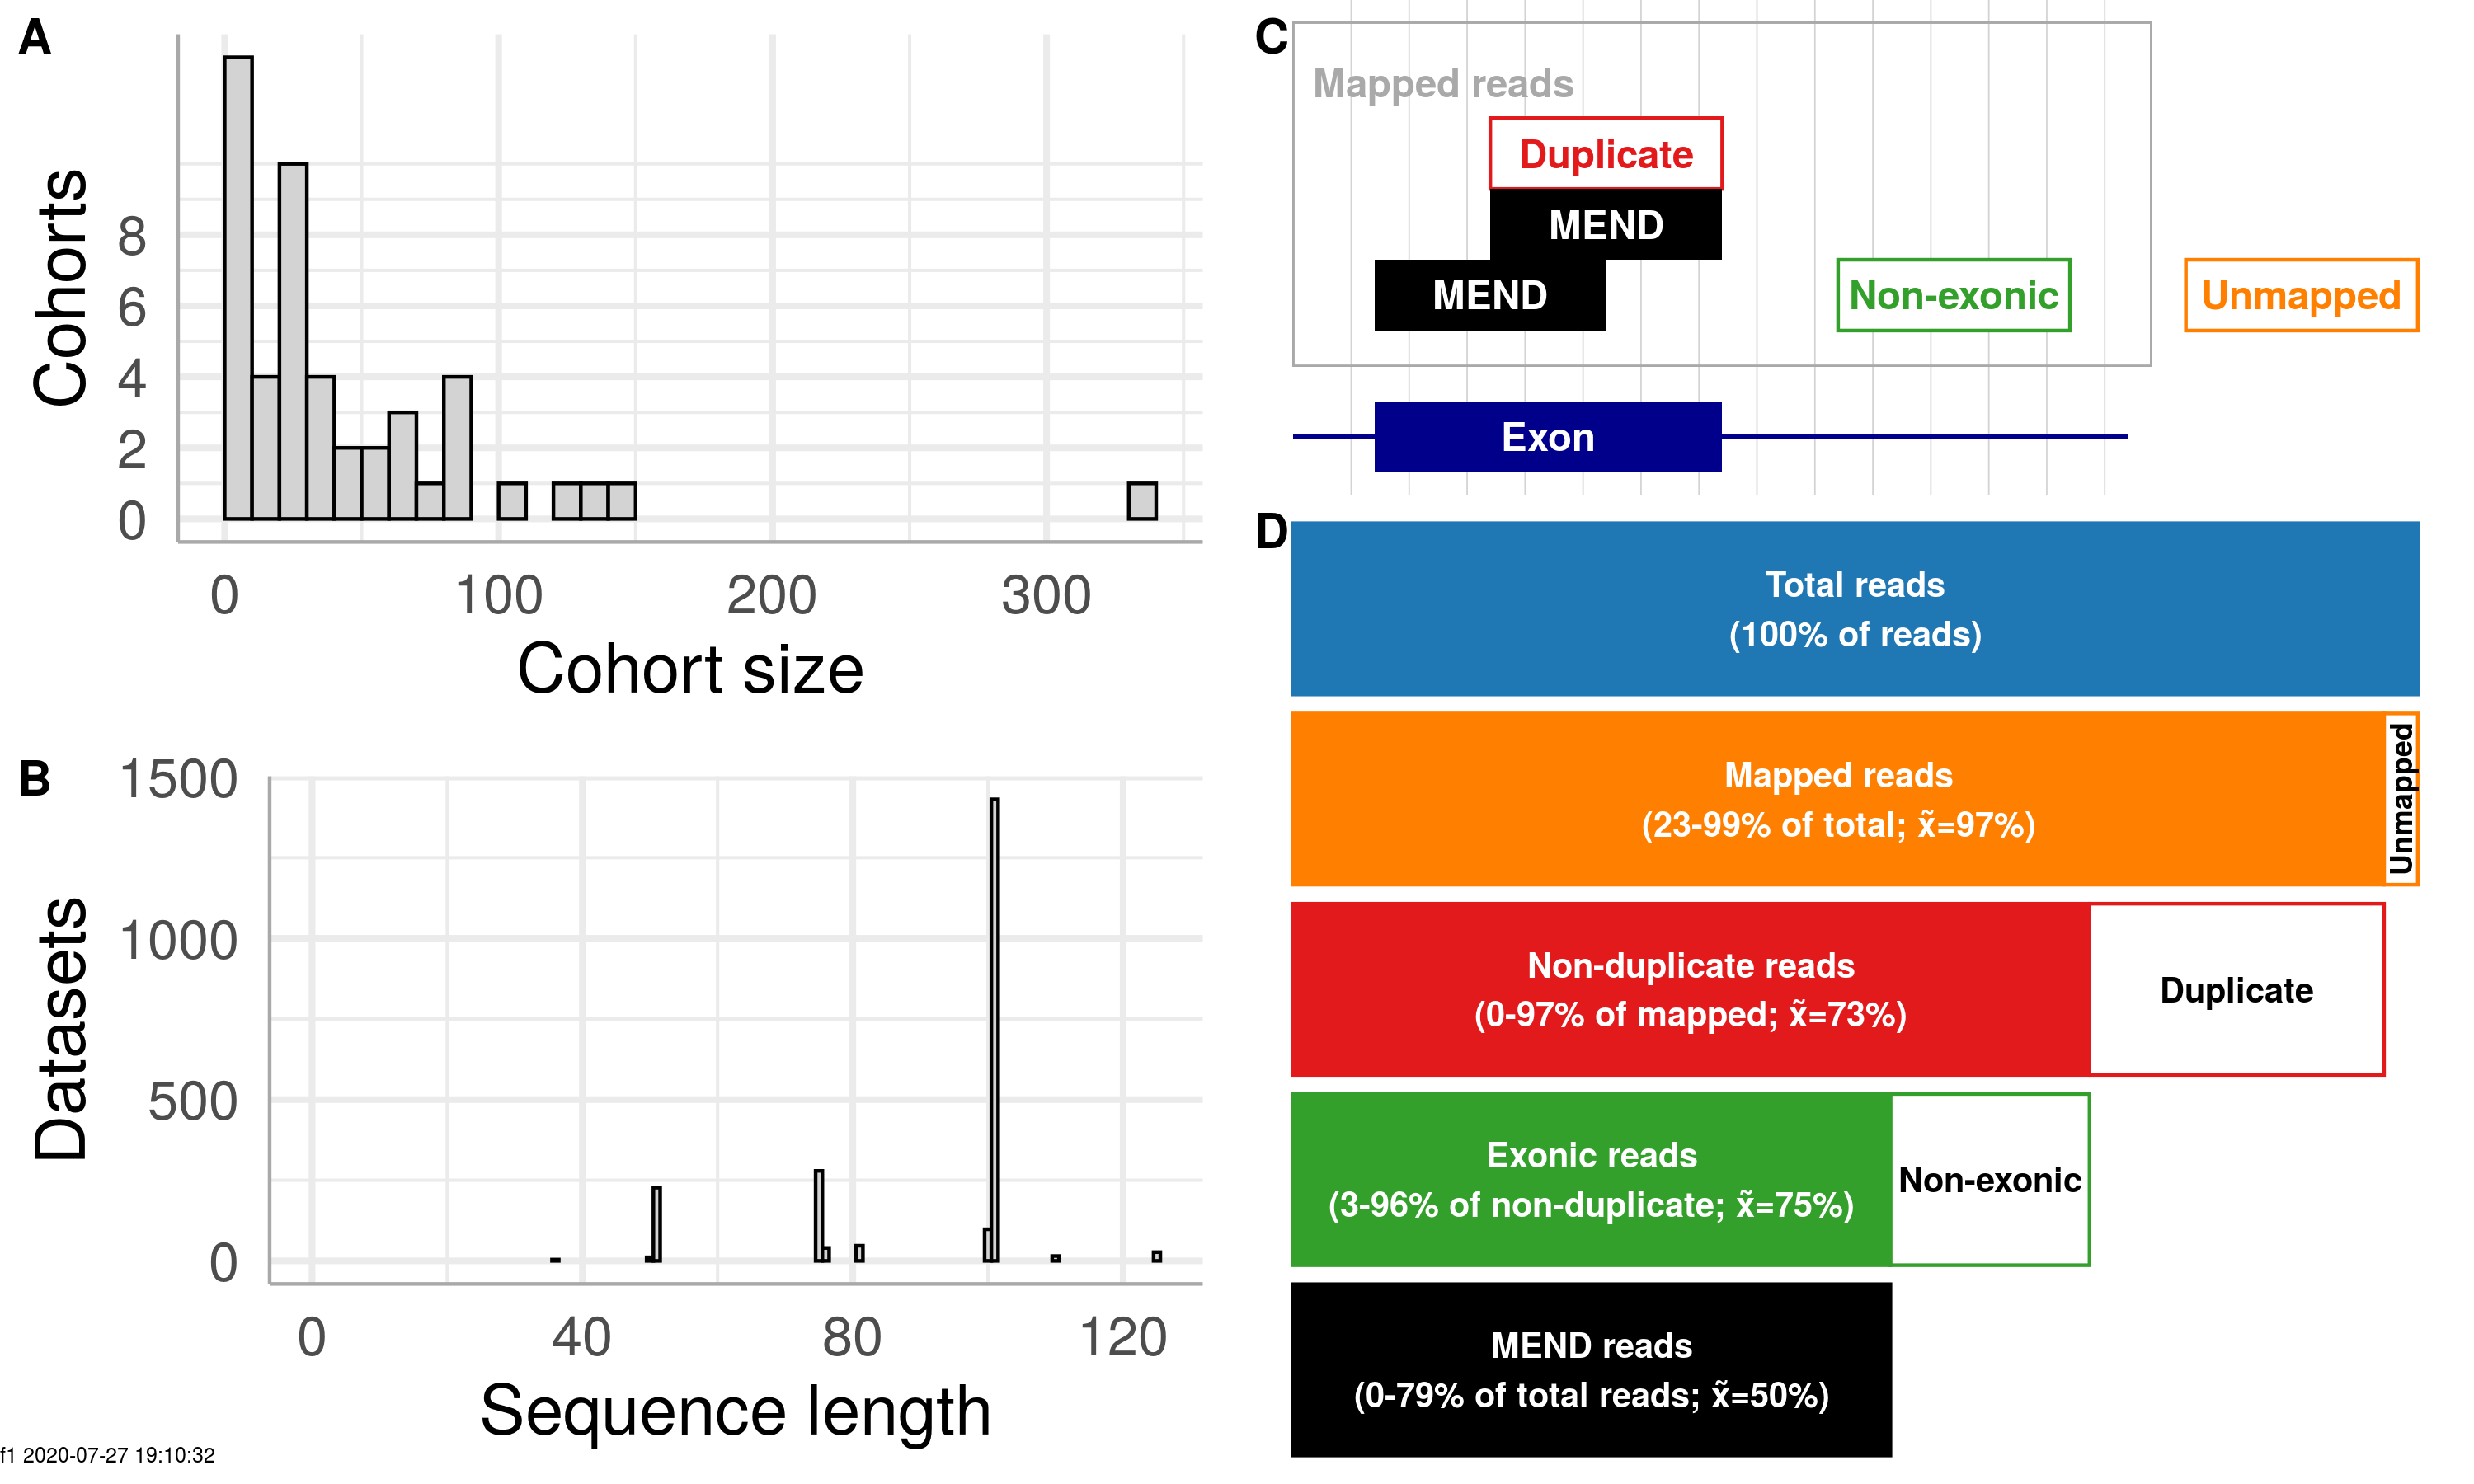 A
Cohorts
8
6
4
2
0
0 100 200 300
Cohort size
B
Datasets
1500
1000
500
0
0 40 80 120
Sequence length
f1 2020-07-27 19:10:32
C
Mapped reads
Duplicate
MEND
MEND
Non-exonic
Unmapped
Exon
D
Total reads
(100% of reads)
Mapped reads
(23-99% of total; x̃=97%)
Unmapped
Non-duplicate reads
(0-97% of mapped; x̃=73%)
Duplicate
Exonic reads
(3-96% of non-duplicate; x̃=75%)
Non-exonic
MEND reads
(0-79% of total reads; x̃=50%)